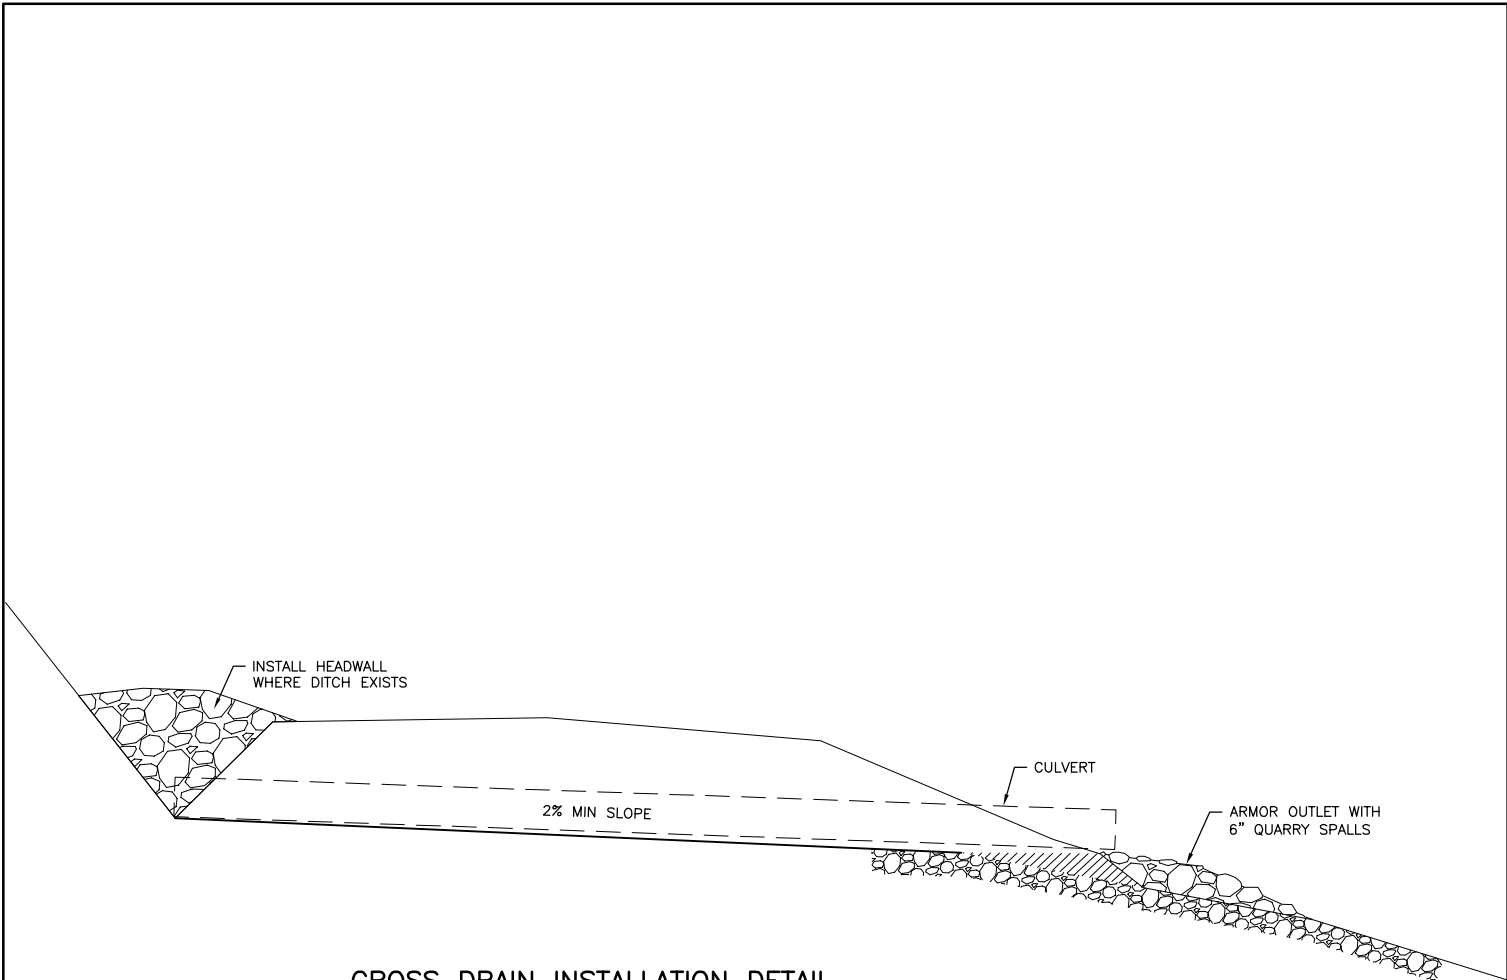 INSTALL HEADWALL
WHERE DITCH EXISTS
CULVERT
2% MIN SLOPE
ARMOR OUTLET WITH
6" QUARRY SPALLS
CROSS DRAIN INSTALLATION DETAIL